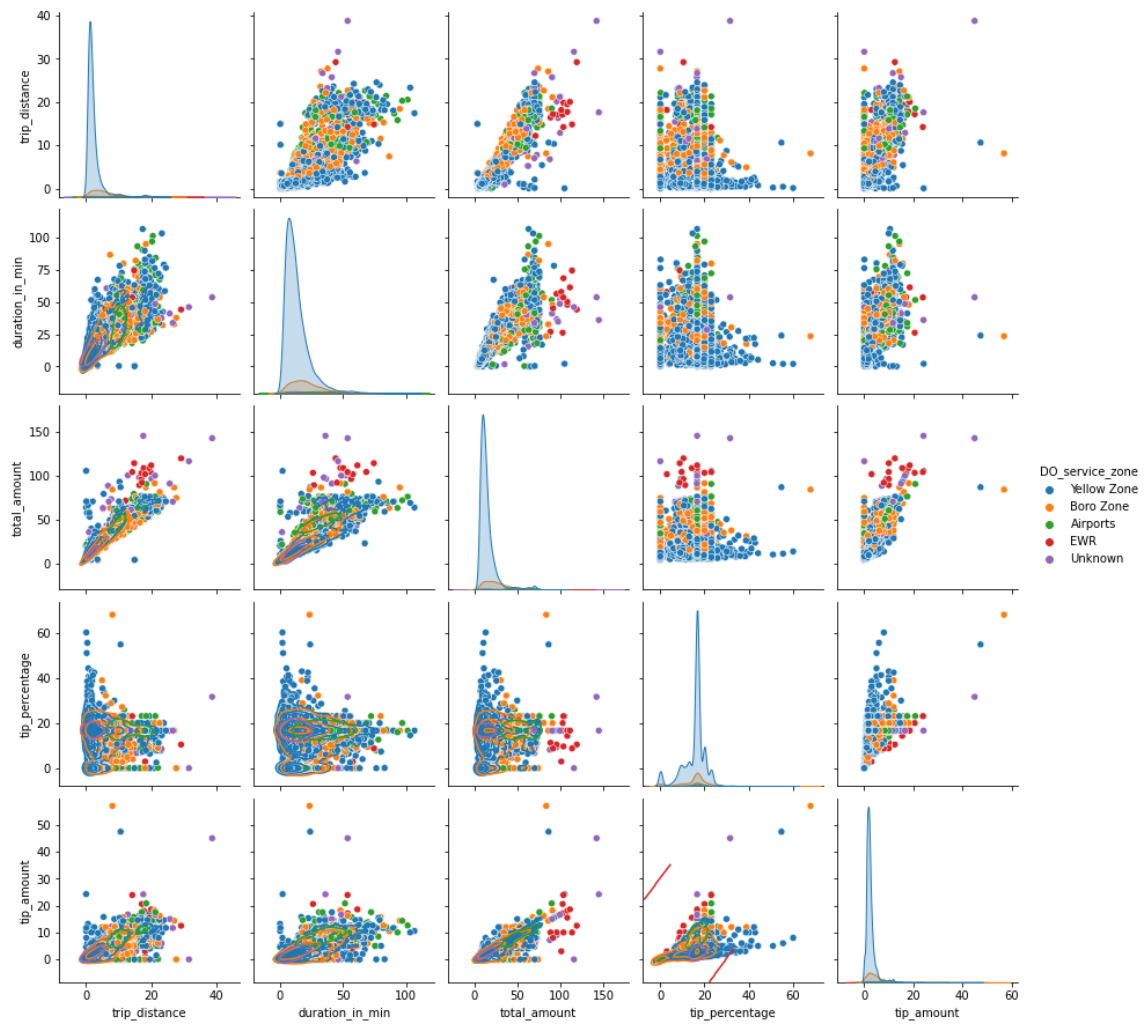 40
30
20
10
0
trip_distance
100
75
50
25
0
duration_in_min
150
100
50
0
total_amount
DO_service_zone
Yellow Zone
Boro Zone
Airports
EWR
Unknown
60
40
20
0
tip_percentage
50
40
30
20
10
0
tip_amount
0 20 40
trip_distance
0 50 100
duration_in_min
0 50 100 150
total_amount
0 20 40 60
tip_percentage
0 20 40 60
tip_amount